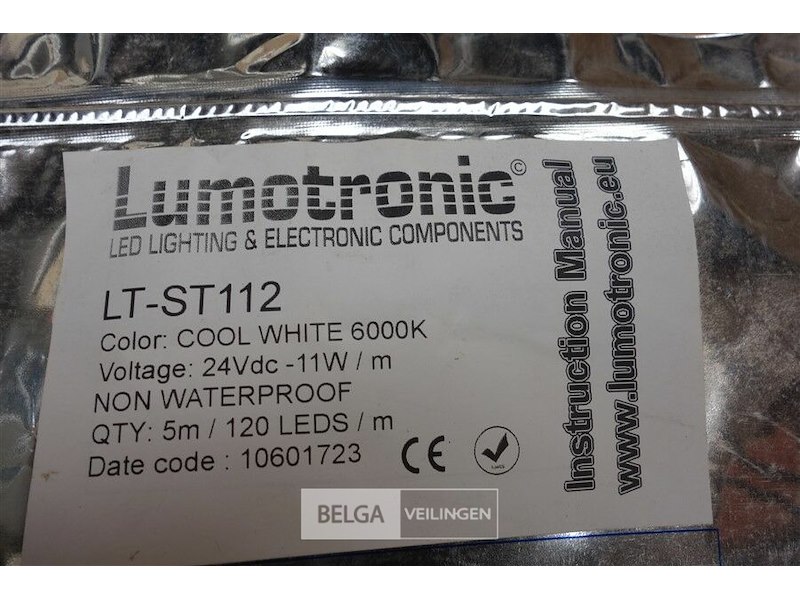 Lumotronic©
LED LIGHTING & ELECTRONIC COMPONENTS
LT-ST112
Color: COOL WHITE 6000K
Voltage: 24Vdc -11W / m
NON WATERPROOF
QTY: 5m / 120 LEDS / m
Date code : 10601723
CE
Instruction Manual
www.lumotronic.eu
BELGA VEILINGEN